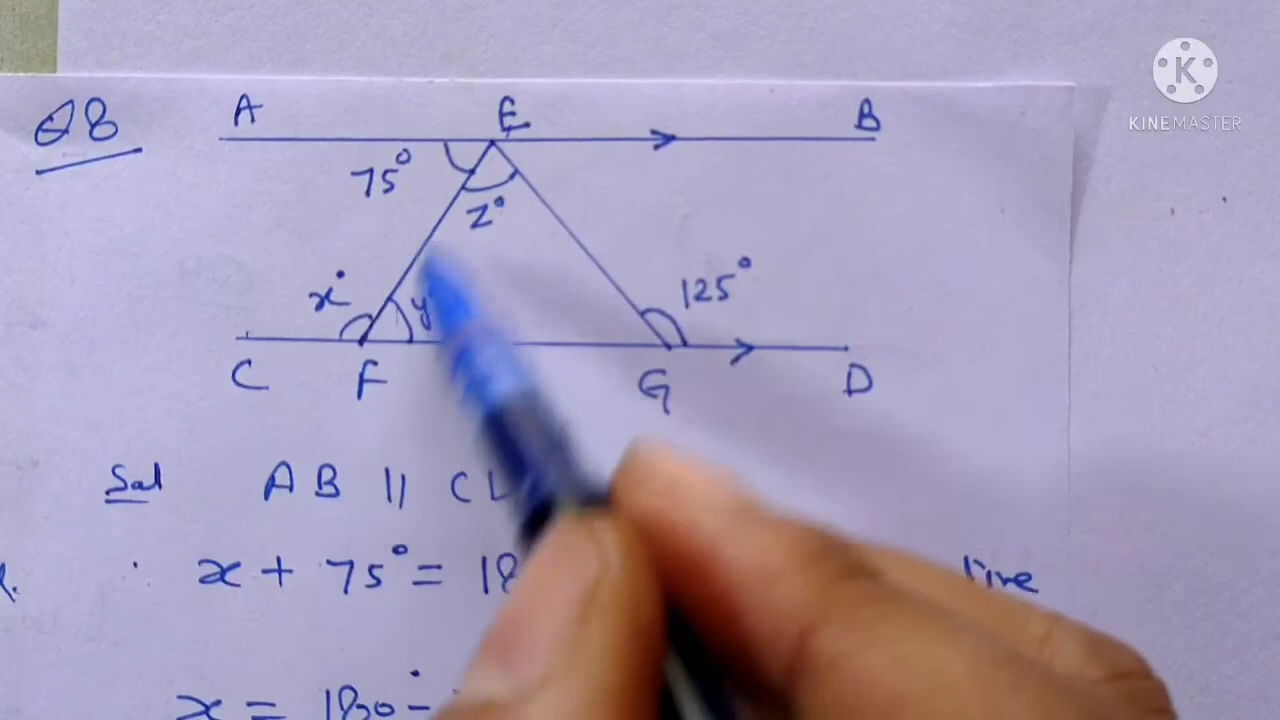 Q8
A E B
75°
z°
x° y 125°
C F G D
Sol AB || C
x + 75° = 18 line
x = 180 -
KINEMASTER